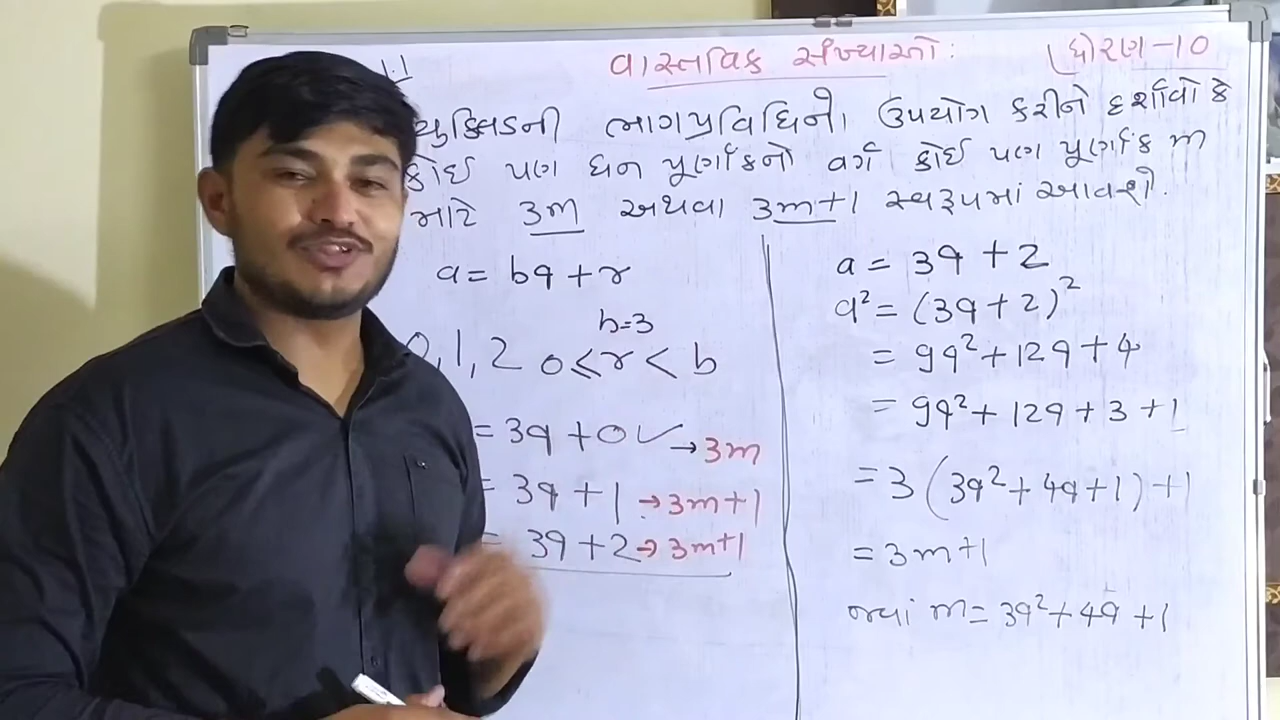 1.1
વાસ્તવિક સંખ્યાઓ:
ધોરણ-10
યુક્લિડની ભાગપ્રવિધિનો ઉપયોગ કરીને દર્શાવો કે
કોઈ પણ ધન પૂર્ણાંકનો વર્ગ કોઈ પણ પૂર્ણાંક m
માટે 3m અથવા 3m+1 સ્વરૂપમાં આવશે.
a = bq + r
b=3
0, 1, 2 0 ≤ r < b
= 3q + 0 ✓ → 3m
= 3q + 1 → 3m+1
= 3q + 2 → 3m+1
a = 3q + 2
a² = (3q + 2)²
= 9q² + 12q + 4
= 9q² + 12q + 3 + 1
= 3(3q² + 4q + 1) + 1
= 3m+1
જ્યાં m = 3q² + 4q + 1